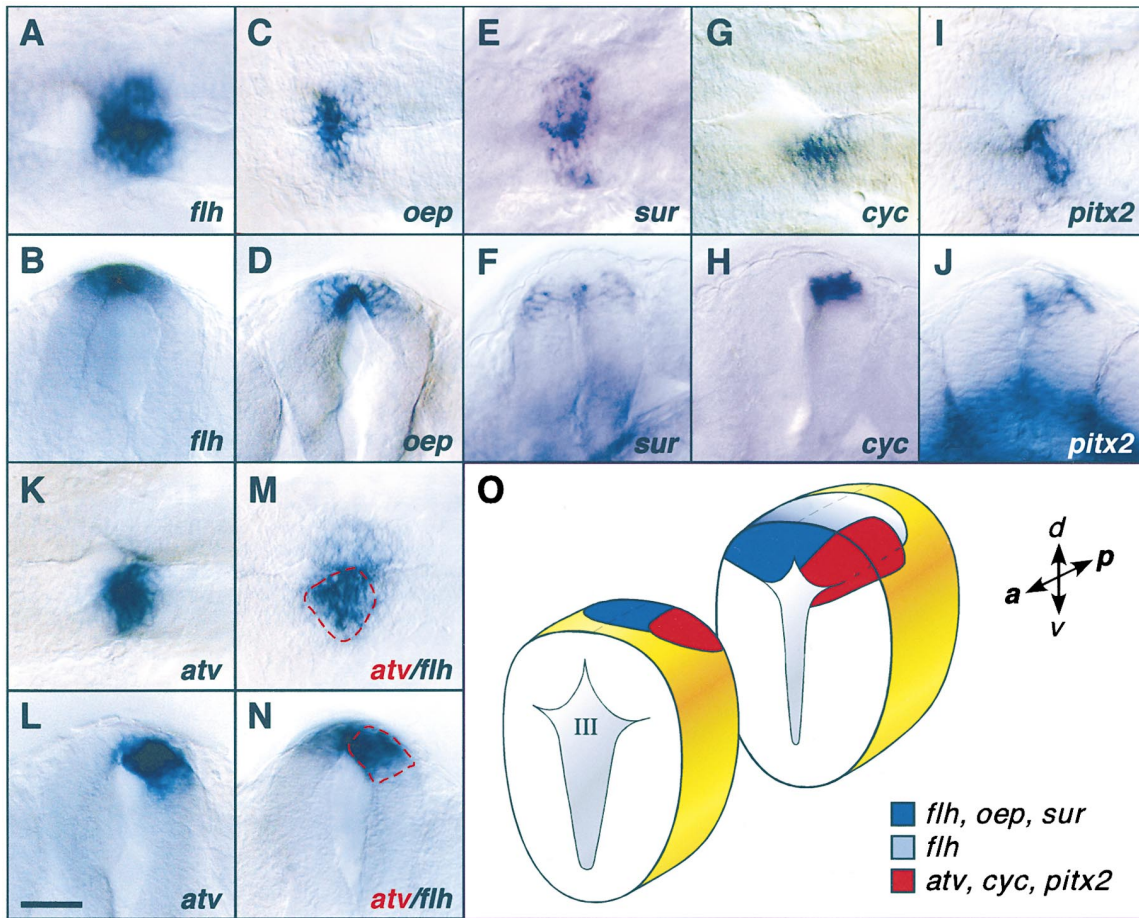 A
flh
C
oep
E
sur
G
cyc
I
pitx2
B
flh
D
oep
F
sur
H
cyc
J
pitx2
K
atv
M
atv/flh
L
atv
N
atv/flh
O
III
d
p
a
v
flh, oep, sur
flh
atv, cyc, pitx2